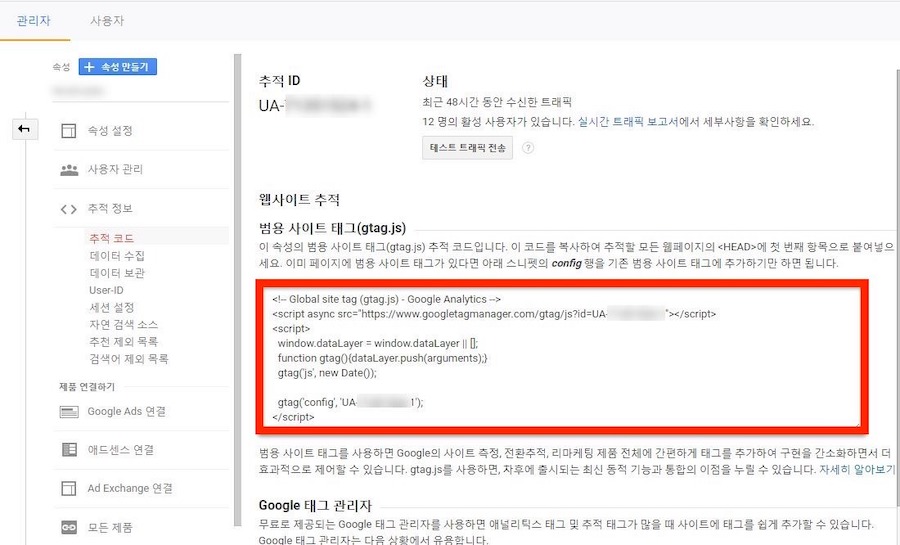 관리자
사용자
속성
+ 속성 만들기
속성 설정
사용자 관리
추적 정보
추적 코드
데이터 수집
데이터 보관
User-ID
세션 설정
자연 검색 소스
추천 제외 목록
검색어 제외 목록
제품 연결하기
Google Ads 연결
애드센스 연결
Ad Exchange 연결
모든 제품
추적 ID
UA-
상태
최근 48시간 동안 수신한 트래픽
12 명의 활성 사용자가 있습니다. 실시간 트래픽 보고서에서 세부사항을 확인하세요.
테스트 트래픽 전송
?
웹사이트 추적
범용 사이트 태그(gtag.js)
이 속성의 범용 사이트 태그(gtag.js) 추적 코드입니다. 이 코드를 복사하여 추적할 모든 웹페이지의 <HEAD>에 첫 번째 항목으로 붙여넣으
세요. 이미 페이지에 범용 사이트 태그가 있다면 아래 스니펫의 config 행을 기존 범용 사이트 태그에 추가하기만 하면 됩니다.
<!-- Global site tag (gtag.js) - Google Analytics -->
<script async src="https://www.googletagmanager.com/gtag/js?id=UA- "></script>
<script>
window.dataLayer = window.dataLayer || [];
function gtag(){dataLayer.push(arguments);}
gtag('js', new Date());
gtag('config', 'UA- 1');
</script>
범용 사이트 태그를 사용하면 Google의 사이트 측정, 전환추적, 리마케팅 제품 전체에 간편하게 태그를 추가하여 구현을 간소화하면서 더
효과적으로 제어할 수 있습니다. gtag.js를 사용하면, 차후에 출시되는 최신 동적 기능과 통합의 이점을 누릴 수 있습니다. 자세히 알아보기
Google 태그 관리자
무료로 제공되는 Google 태그 관리자를 사용하면 애널리틱스 태그 및 추적 태그가 많을 때 사이트에 태그를 쉽게 추가할 수 있습니다.
Google 태그 관리자는 다음 상황에서 유용합니다.